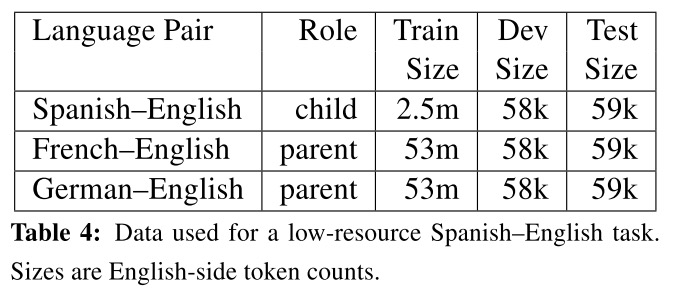 Language Pair Role Train Dev Test
Size Size Size
Spanish–English child 2.5m 58k 59k
French–English parent 53m 58k 59k
German–English parent 53m 58k 59k
Table 4: Data used for a low-resource Spanish–English task.
Sizes are English-side token counts.